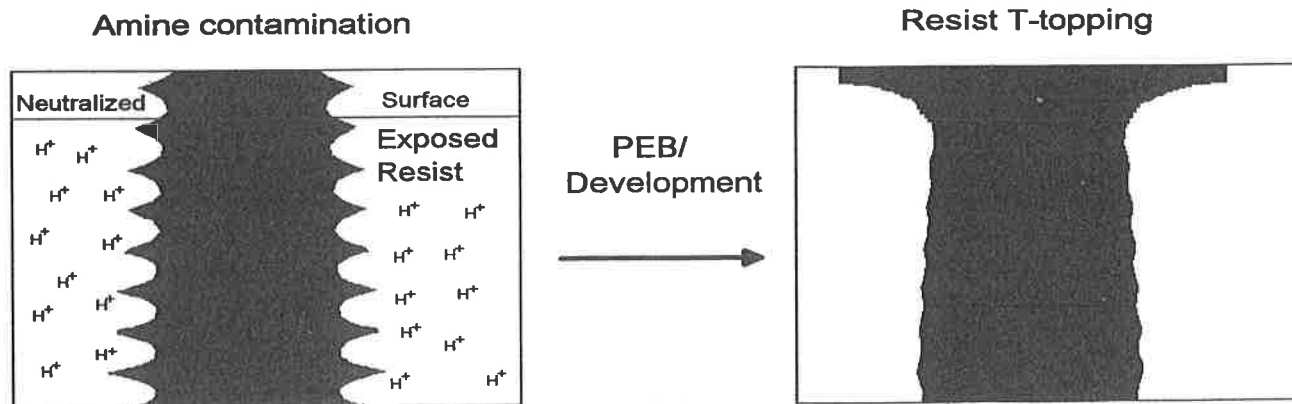 Amine contamination
Neutralized
Surface
Exposed
Resist
H⁺ H⁺
H⁺ H⁺
H⁺ H⁺
H⁺
H⁺ H⁺
H⁺
H⁺
H⁺ H⁺
H⁺ H⁺
H⁺ H⁺
H⁺ H⁺
H⁺ H⁺
PEB/
Development
Resist T-topping